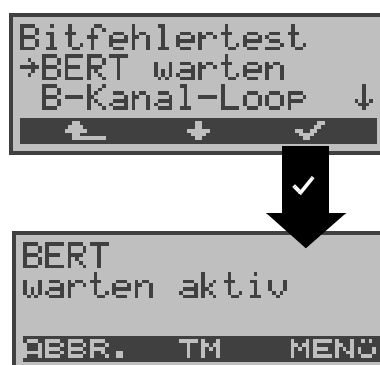 Bitfehlertest
→BERT warten
B-Kanal-Loop ↓
BERT
warten aktiv
ABBR. TM MENÜ